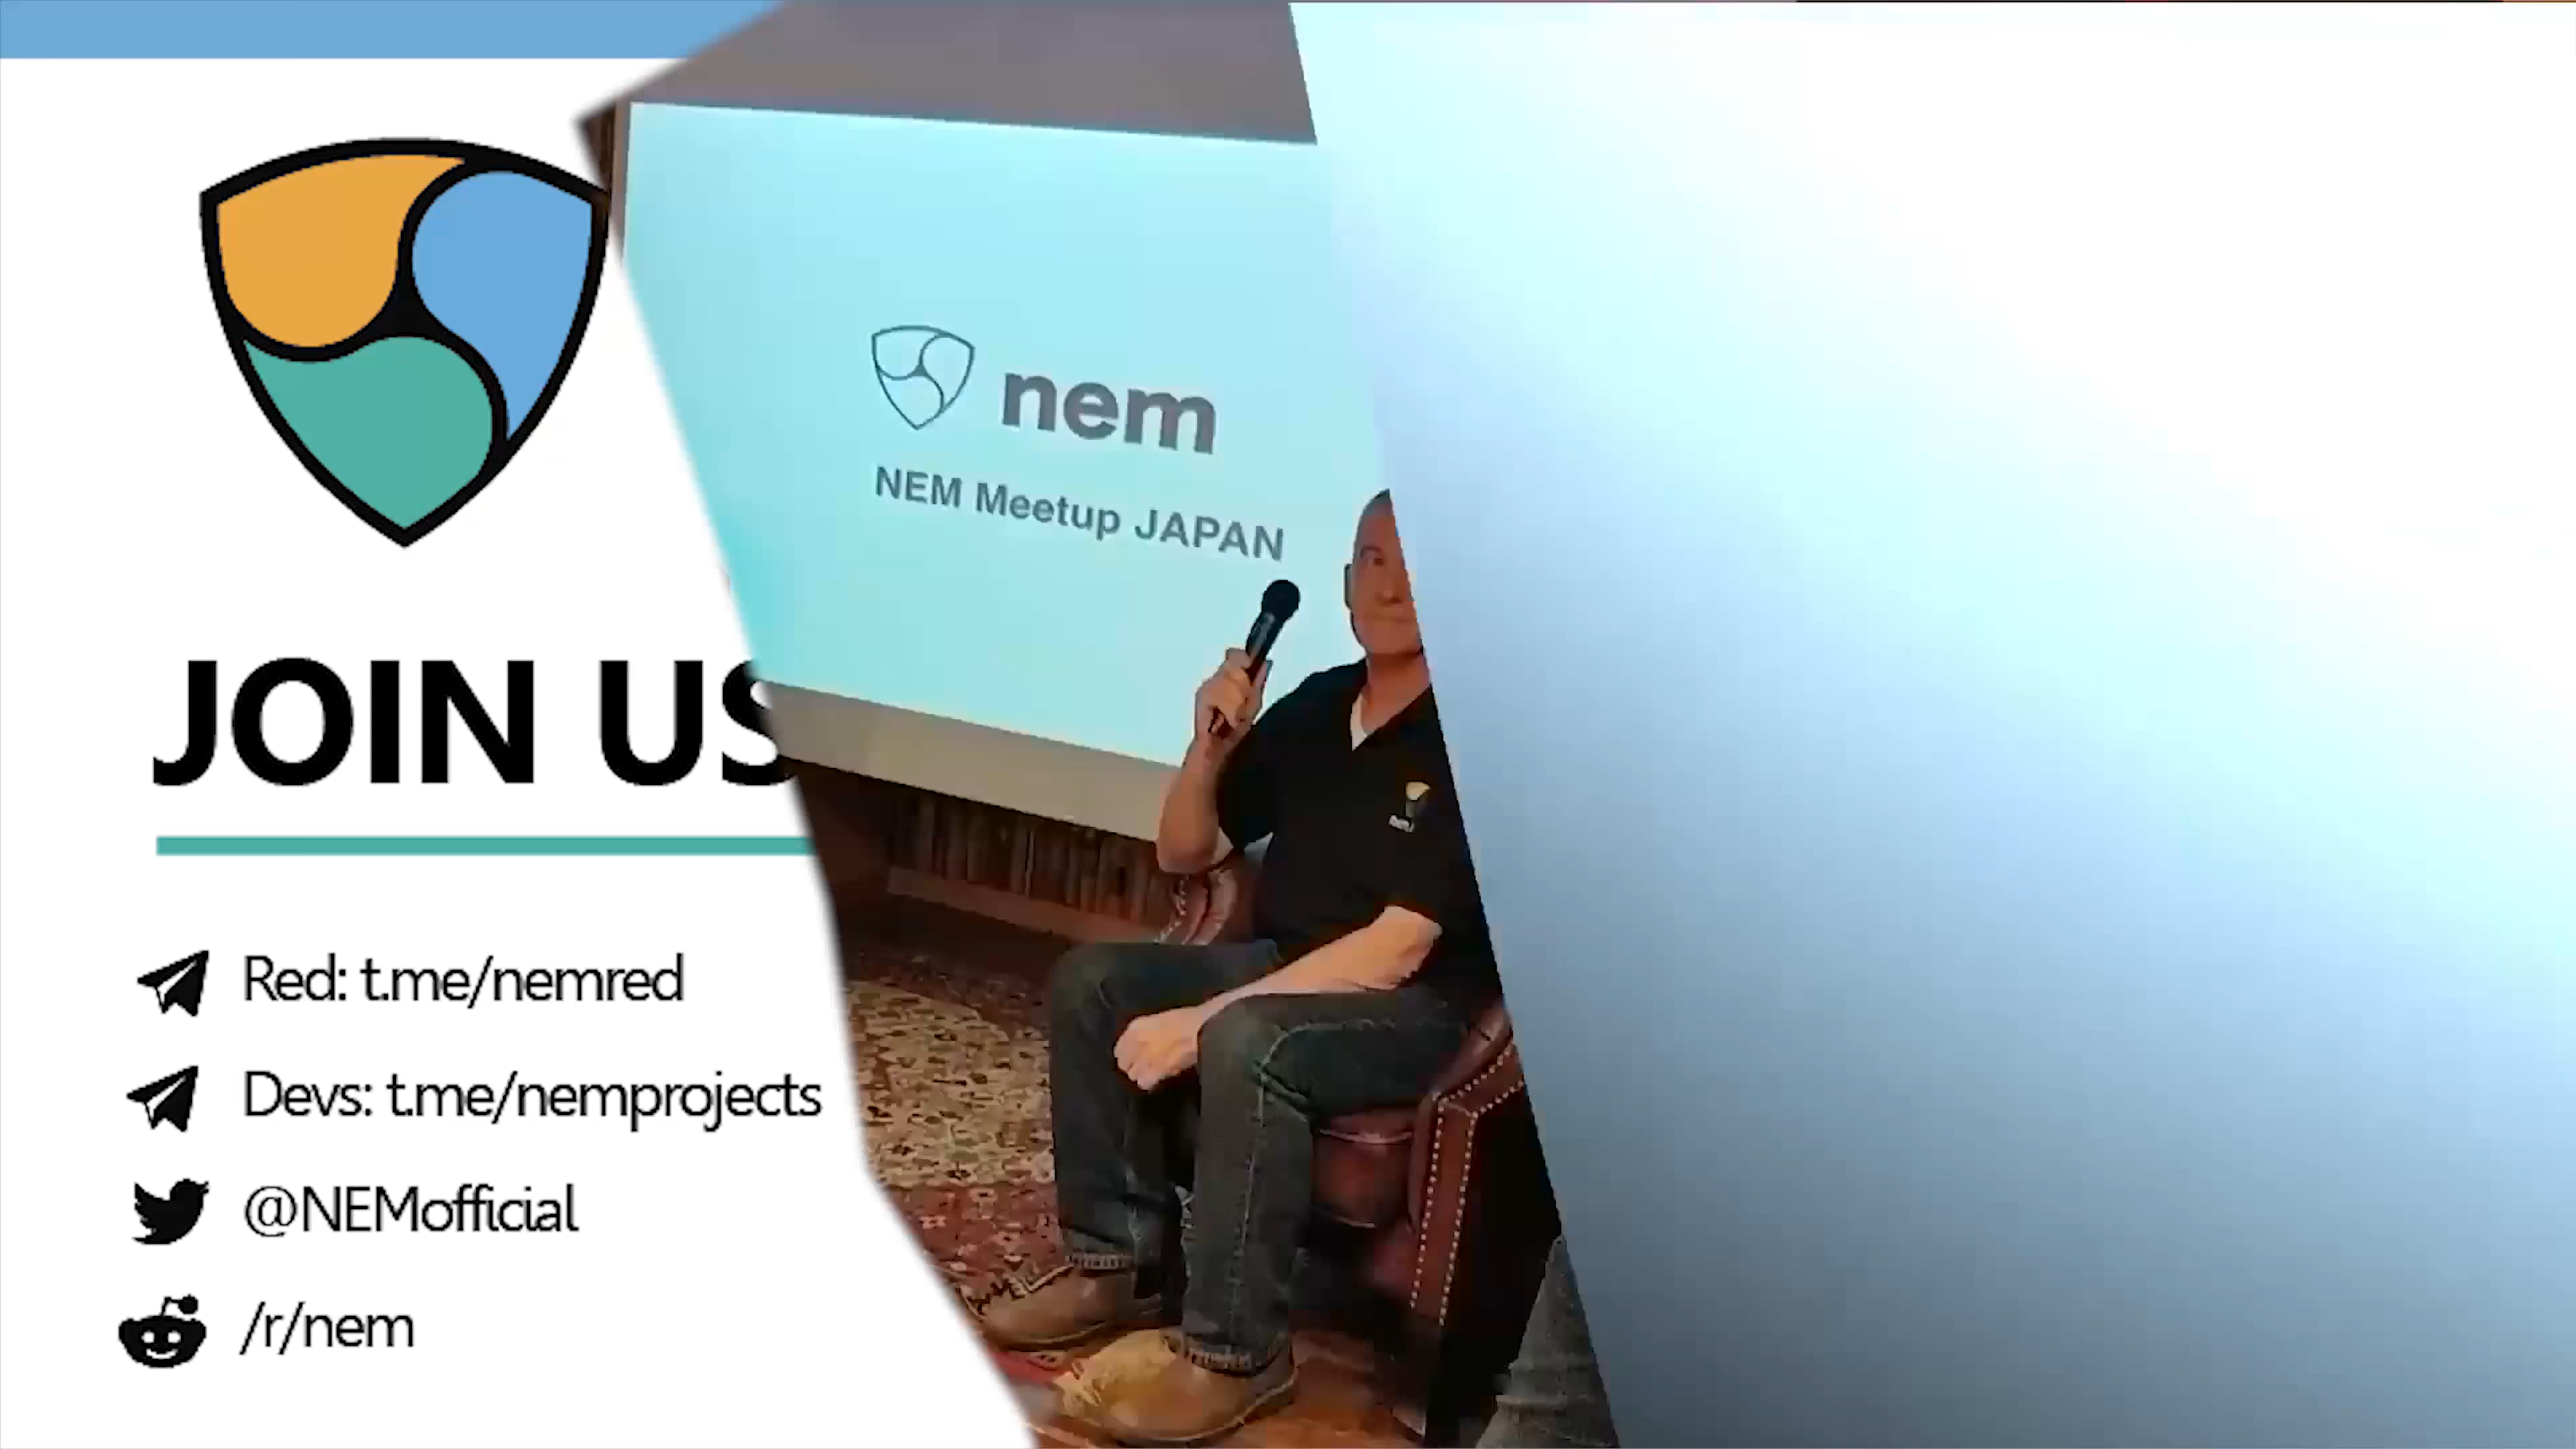 nem
NEM Meetup JAPAN
JOIN US
Red: t.me/nemred
Devs: t.me/nemprojects
@NEMofficial
/r/nem